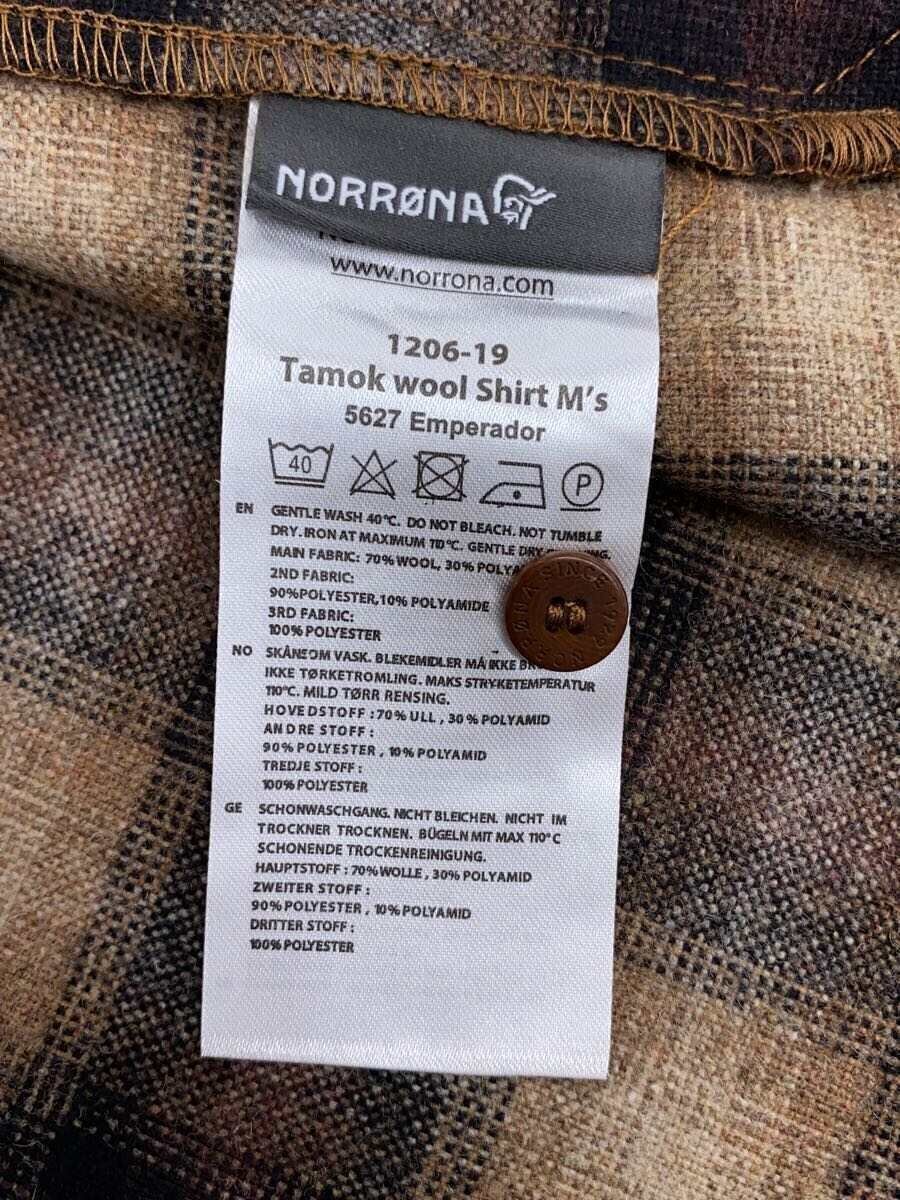 NORRØNA
www.norrona.com
1206-19
Tamok wool Shirt M's
5627 Emperador
40
P
EN GENTLE WASH 40°C. DO NOT BLEACH. NOT TUMBLE
DRY. IRON AT MAXIMUM 110°C. GENTLE DRY
MAIN FABRIC: 70% WOOL, 30%
2ND FABRIC:
90%POLYESTER,10% POLYAMIDE
3RD FABRIC:
100% POLYESTER
NO SKÅNSOM VASK. BLEKEMIDLER MÅ IKKE
IKKE TØRKETROMLING. MAKS STRYKETEMPERATUR
110°C. MILD TØRR RENSING.
HOVEDSTOFF :70% ULL , 30% POLYAMID
ANDRE STOFF :
90% POLYESTER , 10% POLYAMID
TREDJE STOFF :
100% POLYESTER
GE SCHONWASCHGANG. NICHT BLEICHEN. NICHT IM
TROCKNER TROCKNEN. BÜGELN MIT MAX 110°C
SCHONENDE TROCKENREINIGUNG.
HAUPTSTOFF : 70% WOLLE , 30% POLYAMID
ZWEITER STOFF :
90% POLYESTER , 10% POLYAMID
DRITTER STOFF :
100% POLYESTER
NORRØNA SINCE 1929